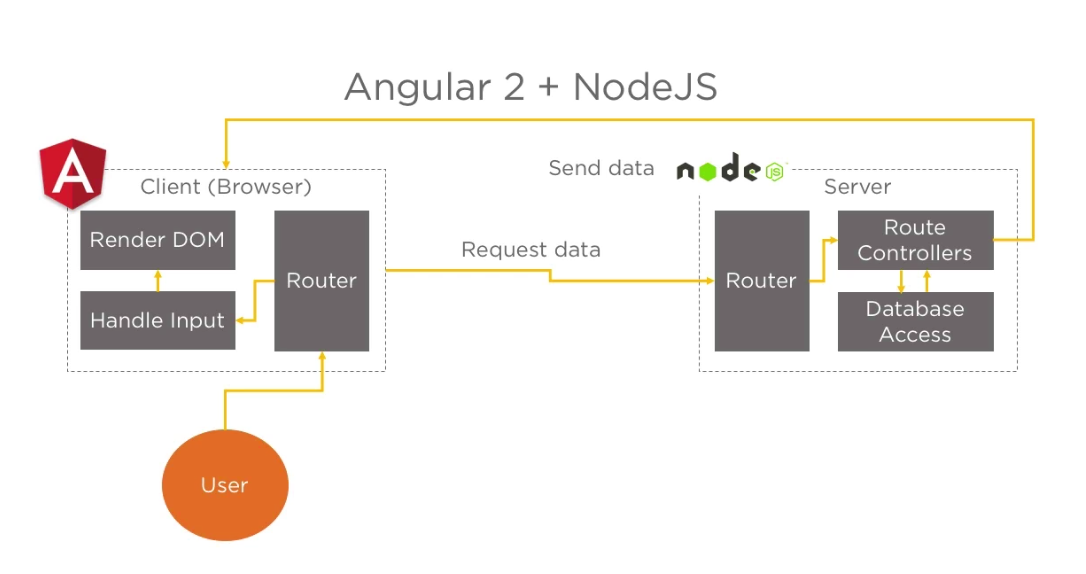 Angular 2 + NodeJS
A
Client (Browser)
Send data
node
JS
Server
Render DOM
Router
Handle Input
Request data
Router
Route
Controllers
Database
Access
User